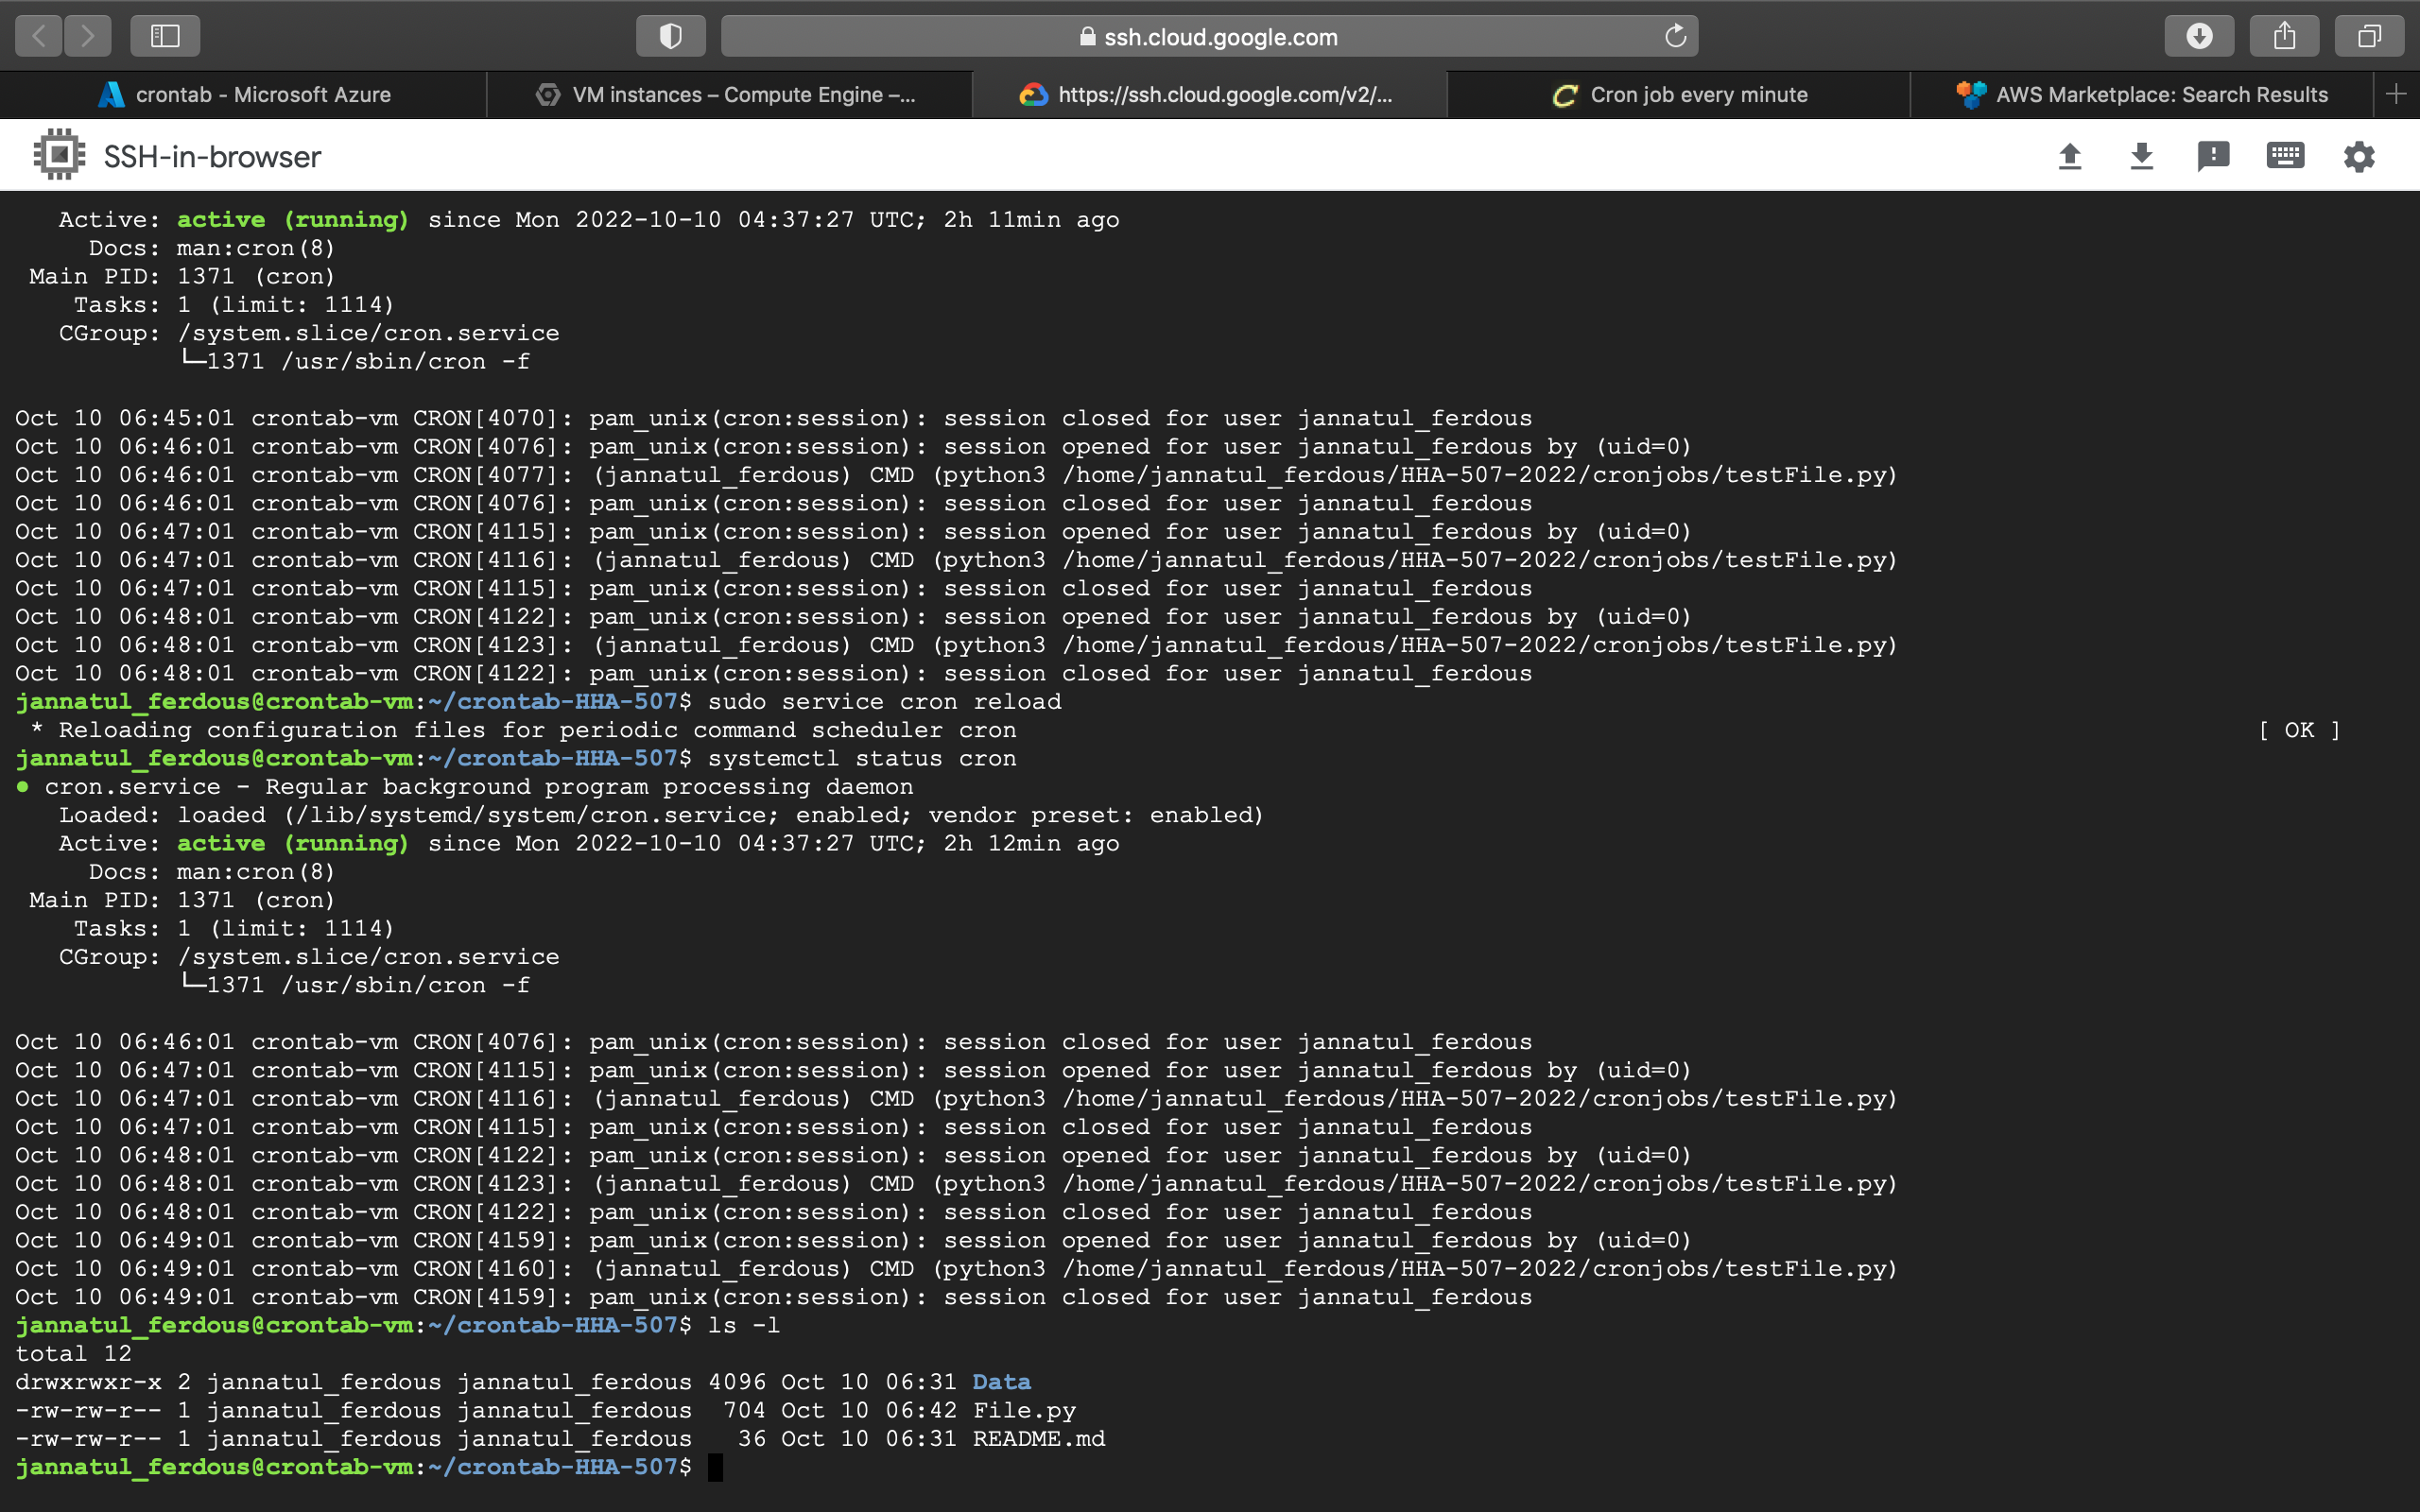 ssh.cloud.google.com
crontab - Microsoft Azure
VM instances – Compute Engine –...
https://ssh.cloud.google.com/v2/...
Cron job every minute
AWS Marketplace: Search Results
SSH-in-browser
Active: active (running) since Mon 2022-10-10 04:37:27 UTC; 2h 11min ago
Docs: man:cron(8)
Main PID: 1371 (cron)
Tasks: 1 (limit: 1114)
CGroup: /system.slice/cron.service
└─1371 /usr/sbin/cron -f
Oct 10 06:45:01 crontab-vm CRON[4070]: pam_unix(cron:session): session closed for user jannatul_ferdous
Oct 10 06:46:01 crontab-vm CRON[4076]: pam_unix(cron:session): session opened for user jannatul_ferdous by (uid=0)
Oct 10 06:46:01 crontab-vm CRON[4077]: (jannatul_ferdous) CMD (python3 /home/jannatul_ferdous/HHA-507-2022/cronjobs/testFile.py)
Oct 10 06:46:01 crontab-vm CRON[4076]: pam_unix(cron:session): session closed for user jannatul_ferdous
Oct 10 06:47:01 crontab-vm CRON[4115]: pam_unix(cron:session): session opened for user jannatul_ferdous by (uid=0)
Oct 10 06:47:01 crontab-vm CRON[4116]: (jannatul_ferdous) CMD (python3 /home/jannatul_ferdous/HHA-507-2022/cronjobs/testFile.py)
Oct 10 06:47:01 crontab-vm CRON[4115]: pam_unix(cron:session): session closed for user jannatul_ferdous
Oct 10 06:48:01 crontab-vm CRON[4122]: pam_unix(cron:session): session opened for user jannatul_ferdous by (uid=0)
Oct 10 06:48:01 crontab-vm CRON[4123]: (jannatul_ferdous) CMD (python3 /home/jannatul_ferdous/HHA-507-2022/cronjobs/testFile.py)
Oct 10 06:48:01 crontab-vm CRON[4122]: pam_unix(cron:session): session closed for user jannatul_ferdous
jannatul_ferdous@crontab-vm:~/crontab-HHA-507$ sudo service cron reload
* Reloading configuration files for periodic command scheduler cron [ OK ]
jannatul_ferdous@crontab-vm:~/crontab-HHA-507$ systemctl status cron
● cron.service - Regular background program processing daemon
Loaded: loaded (/lib/systemd/system/cron.service; enabled; vendor preset: enabled)
Active: active (running) since Mon 2022-10-10 04:37:27 UTC; 2h 12min ago
Docs: man:cron(8)
Main PID: 1371 (cron)
Tasks: 1 (limit: 1114)
CGroup: /system.slice/cron.service
└─1371 /usr/sbin/cron -f
Oct 10 06:46:01 crontab-vm CRON[4076]: pam_unix(cron:session): session closed for user jannatul_ferdous
Oct 10 06:47:01 crontab-vm CRON[4115]: pam_unix(cron:session): session opened for user jannatul_ferdous by (uid=0)
Oct 10 06:47:01 crontab-vm CRON[4116]: (jannatul_ferdous) CMD (python3 /home/jannatul_ferdous/HHA-507-2022/cronjobs/testFile.py)
Oct 10 06:47:01 crontab-vm CRON[4115]: pam_unix(cron:session): session closed for user jannatul_ferdous
Oct 10 06:48:01 crontab-vm CRON[4122]: pam_unix(cron:session): session opened for user jannatul_ferdous by (uid=0)
Oct 10 06:48:01 crontab-vm CRON[4123]: (jannatul_ferdous) CMD (python3 /home/jannatul_ferdous/HHA-507-2022/cronjobs/testFile.py)
Oct 10 06:48:01 crontab-vm CRON[4122]: pam_unix(cron:session): session closed for user jannatul_ferdous
Oct 10 06:49:01 crontab-vm CRON[4159]: pam_unix(cron:session): session opened for user jannatul_ferdous by (uid=0)
Oct 10 06:49:01 crontab-vm CRON[4160]: (jannatul_ferdous) CMD (python3 /home/jannatul_ferdous/HHA-507-2022/cronjobs/testFile.py)
Oct 10 06:49:01 crontab-vm CRON[4159]: pam_unix(cron:session): session closed for user jannatul_ferdous
jannatul_ferdous@crontab-vm:~/crontab-HHA-507$ ls -l
total 12
drwxrwxr-x 2 jannatul_ferdous jannatul_ferdous 4096 Oct 10 06:31 Data
-rw-rw-r-- 1 jannatul_ferdous jannatul_ferdous 704 Oct 10 06:42 File.py
-rw-rw-r-- 1 jannatul_ferdous jannatul_ferdous 36 Oct 10 06:31 README.md
jannatul_ferdous@crontab-vm:~/crontab-HHA-507$